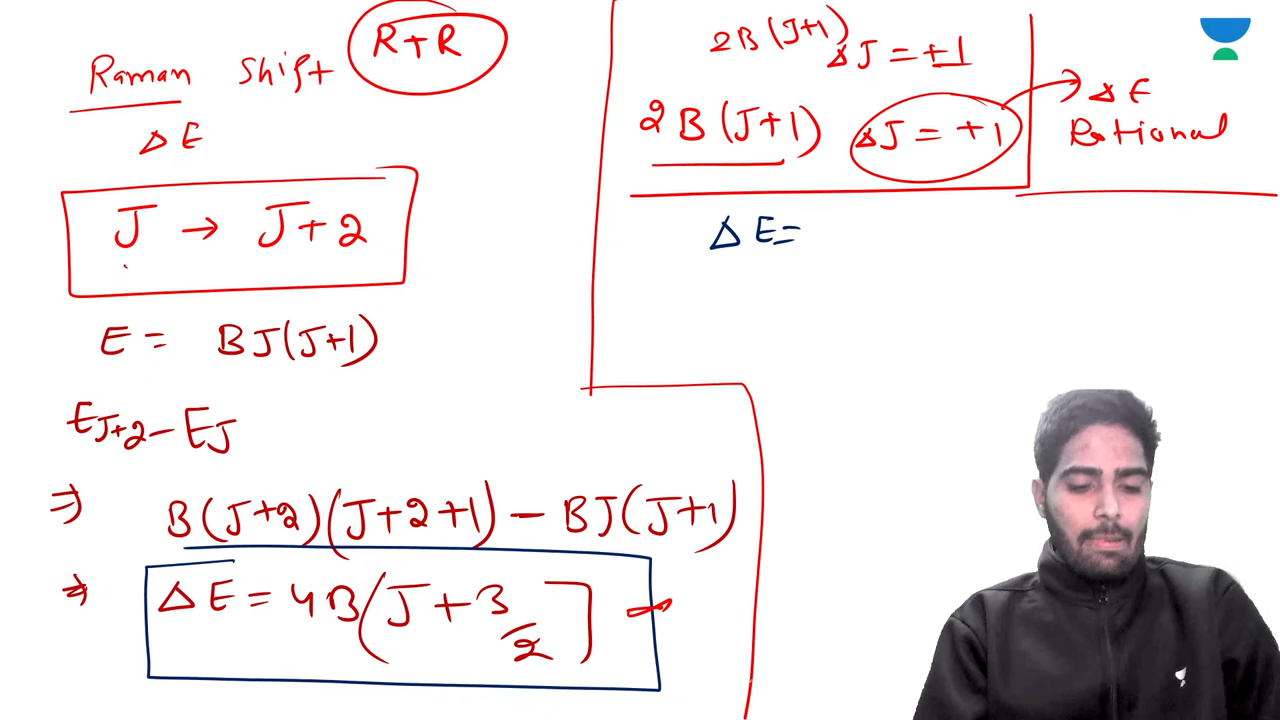 Raman Shift R+R
ΔE
J → J+2
E = BJ(J+1)
E_{J+2} - E_J
⇒ B(J+2)(J+2+1) - BJ(J+1)
⇒ ΔE = 4B(J + 3/2]
2B(J+1) ΔJ = +1
2B(J+1) ΔJ = +1
ΔE
Rotional
ΔE =